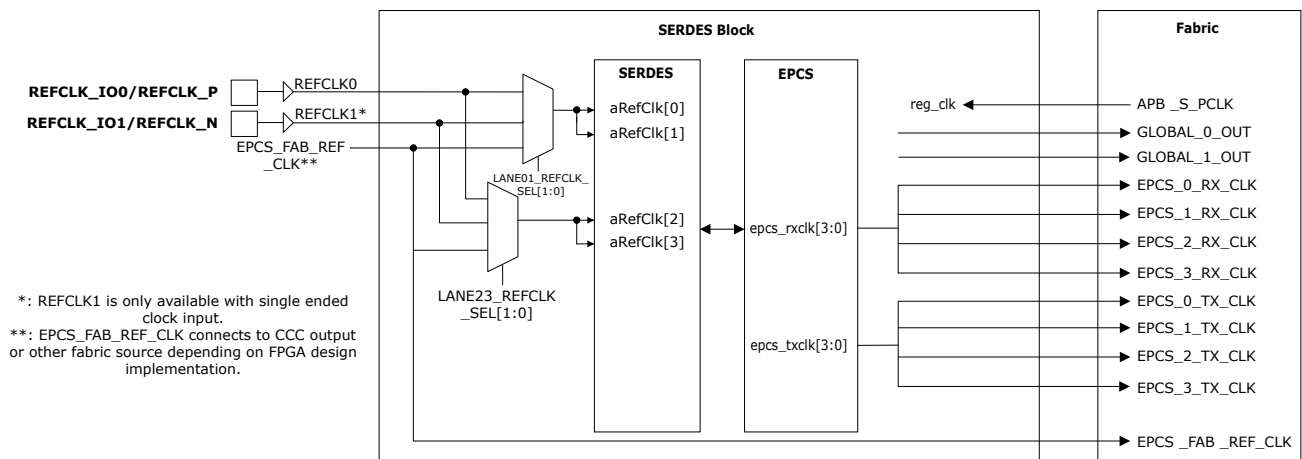 SERDES Block
Fabric
SERDES
EPCS
REFCLK_IO0/REFCLK_P
REFCLK0
REFCLK_IO1/REFCLK_N
REFCLK1*
EPCS_FAB_REF
_CLK**
LANE01_REFCLK_
SEL[1:0]
LANE23_REFCLK
_SEL[1:0]
aRefClk[0]
aRefClk[1]
aRefClk[2]
aRefClk[3]
epcs_rxclk[3:0]
epcs_txclk[3:0]
reg_clk
APB _S_PCLK
GLOBAL_0_OUT
GLOBAL_1_OUT
EPCS_0_RX_CLK
EPCS_1_RX_CLK
EPCS_2_RX_CLK
EPCS_3_RX_CLK
EPCS_0_TX_CLK
EPCS_1_TX_CLK
EPCS_2_TX_CLK
EPCS_3_TX_CLK
EPCS _FAB _REF_CLK
*: REFCLK1 is only available with single ended
clock input.
**: EPCS_FAB_REF_CLK connects to CCC output
or other fabric source depending on FPGA design
implementation.